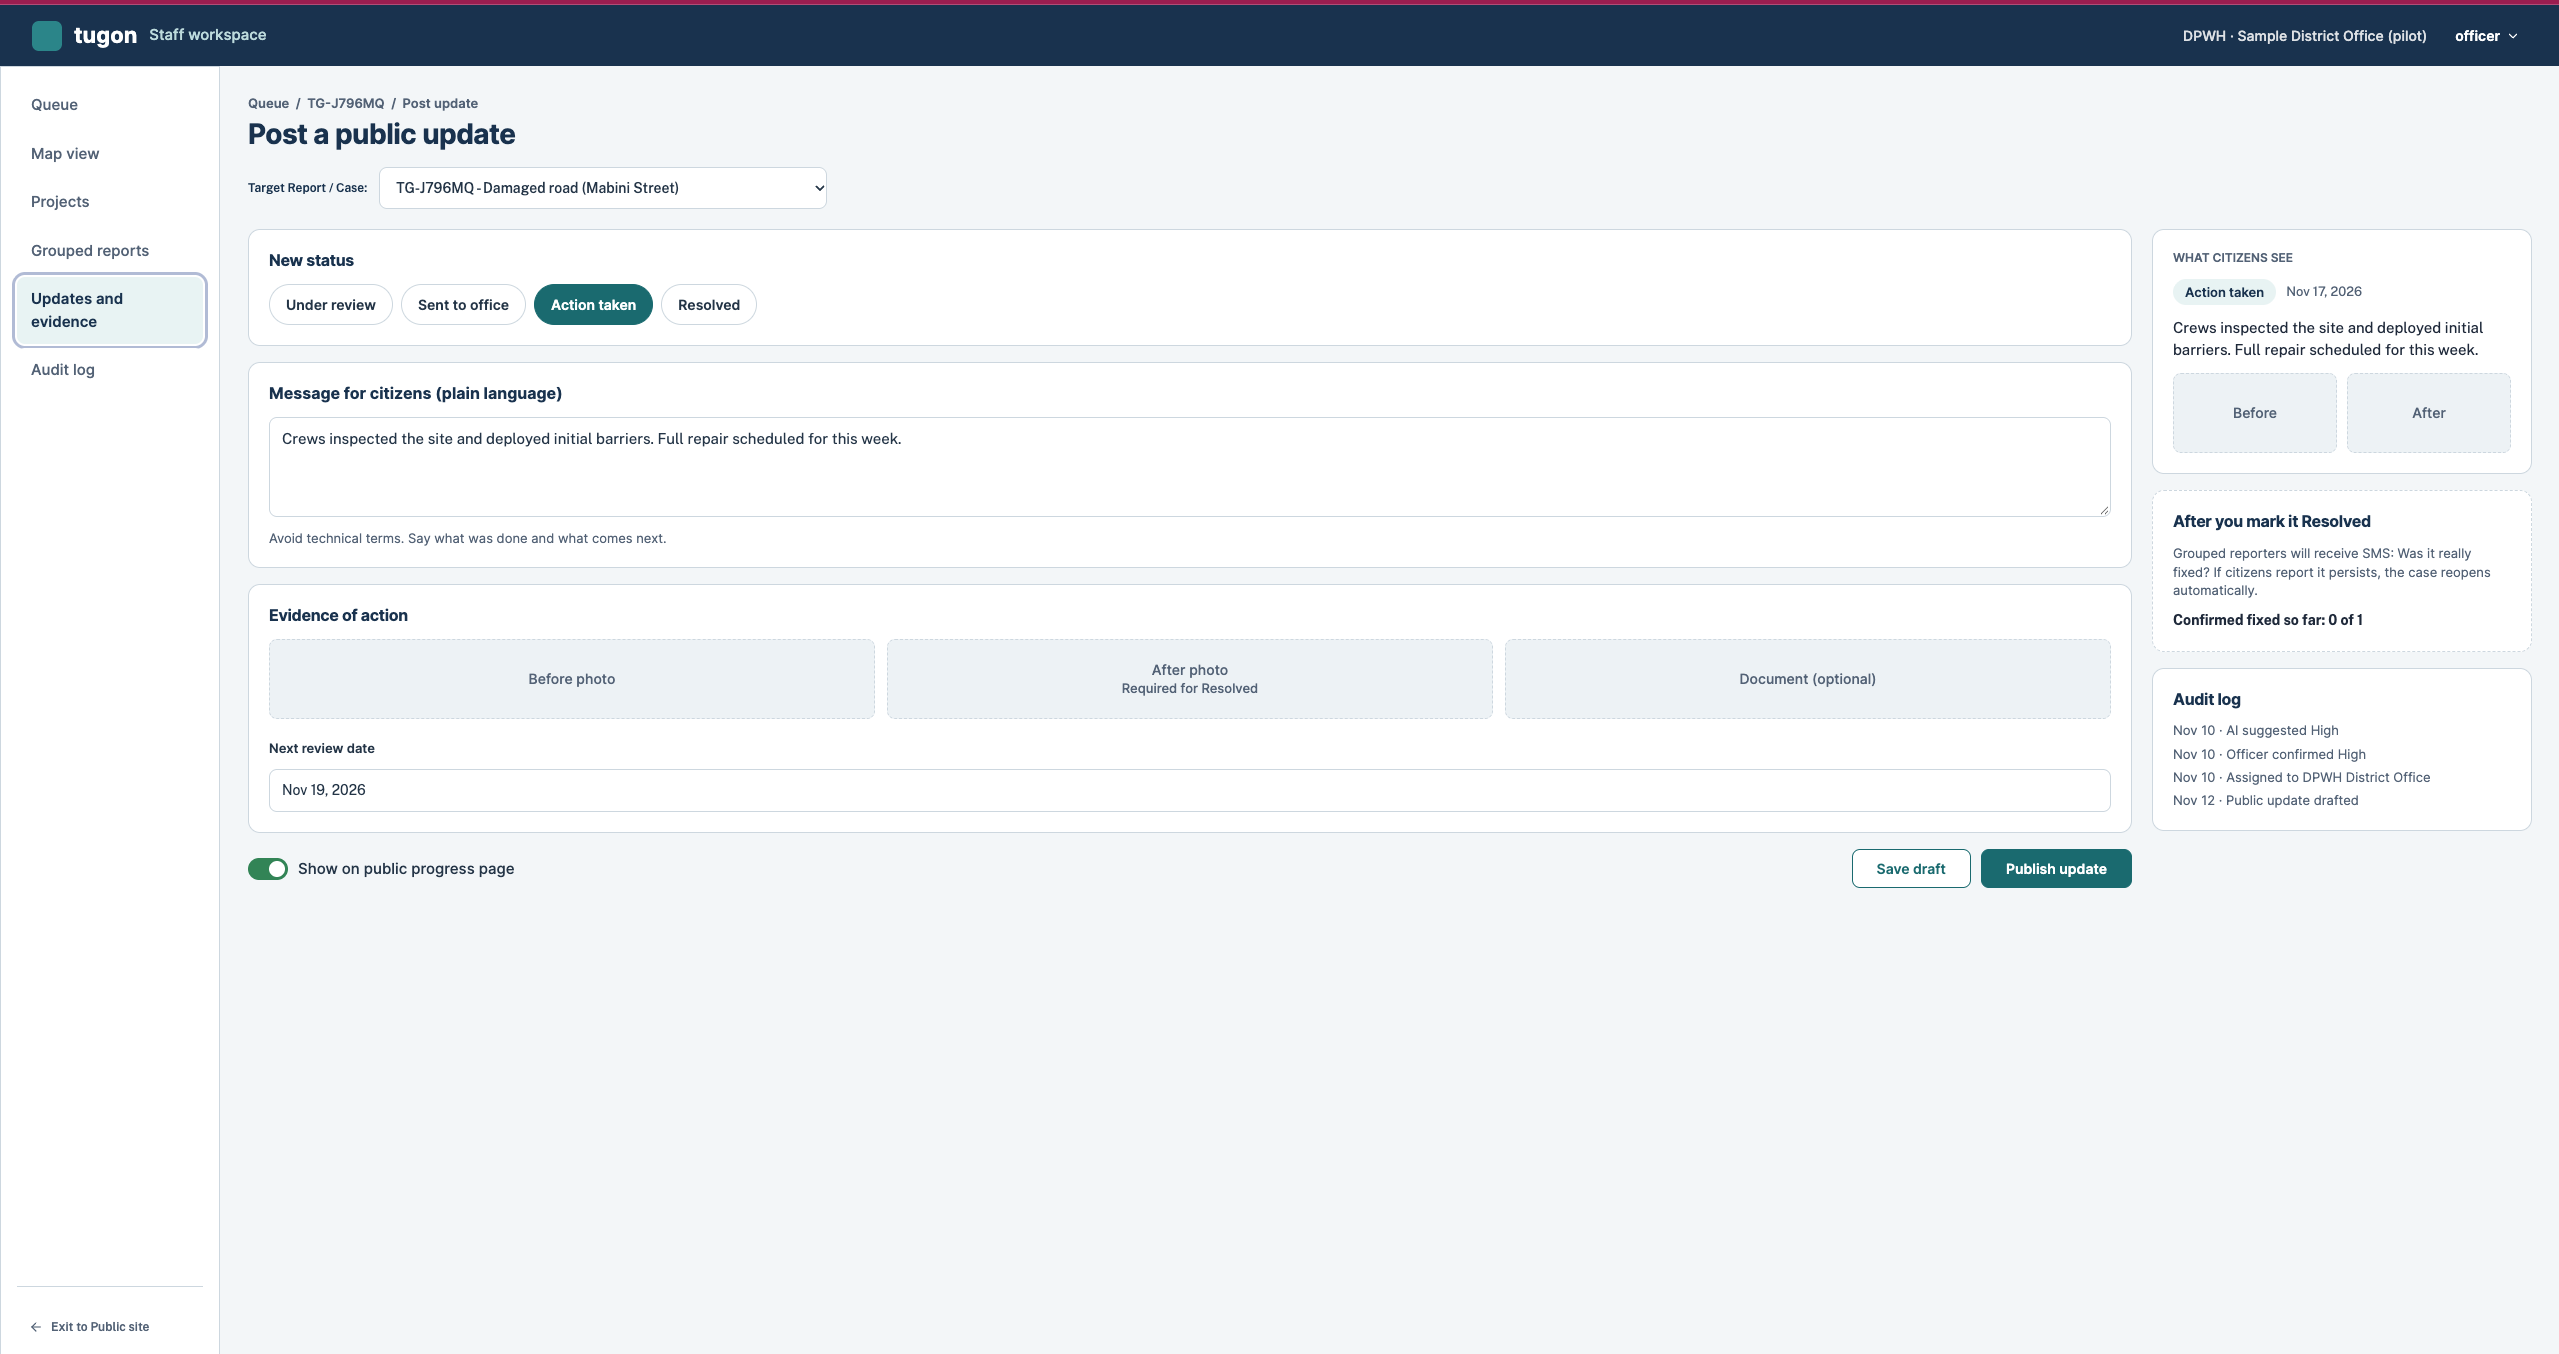 tugon Staff workspace
DPWH · Sample District Office (pilot)
officer
Queue
Map view
Projects
Grouped reports
Updates and
evidence
Audit log
Exit to Public site
Queue / TG-J796MQ / Post update
Post a public update
Target Report / Case:
TG-J796MQ - Damaged road (Mabini Street)
New status
Under review
Sent to office
Action taken
Resolved
Message for citizens (plain language)
Crews inspected the site and deployed initial barriers. Full repair scheduled for this week.
Avoid technical terms. Say what was done and what comes next.
Evidence of action
Before photo
After photo
Required for Resolved
Document (optional)
Next review date
Nov 19, 2026
Show on public progress page
Save draft
Publish update
WHAT CITIZENS SEE
Action taken Nov 17, 2026
Crews inspected the site and deployed initial
barriers. Full repair scheduled for this week.
Before
After
After you mark it Resolved
Grouped reporters will receive SMS: Was it really
fixed? If citizens report it persists, the case reopens
automatically.
Confirmed fixed so far: 0 of 1
Audit log
Nov 10 · AI suggested High
Nov 10 · Officer confirmed High
Nov 10 · Assigned to DPWH District Office
Nov 12 · Public update drafted